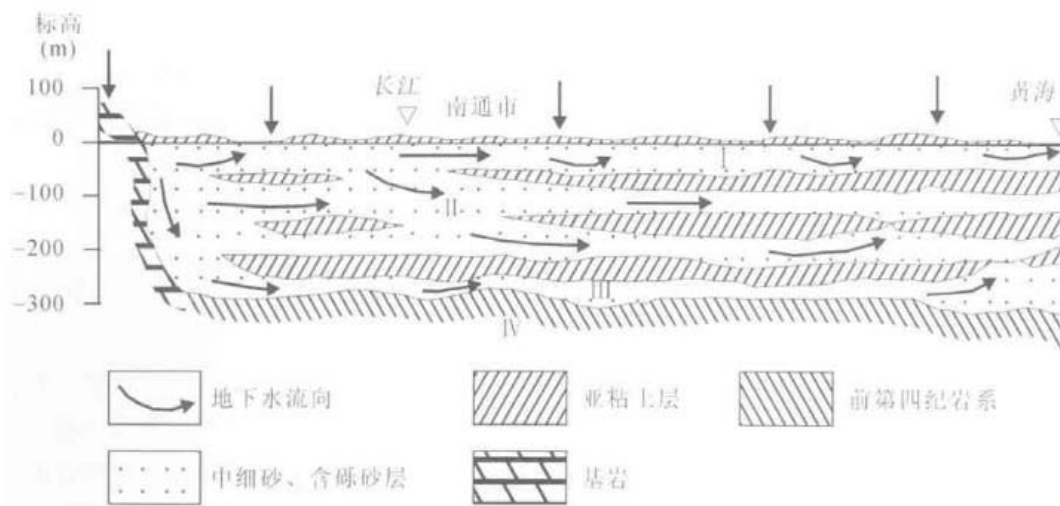 标高
(m)
100
0
-100
-200
-300
长江
南通市
黄海
I
II
III
IV
地下水流向
亚粘土层
前第四纪岩系
中细砂、含砾砂层
基岩